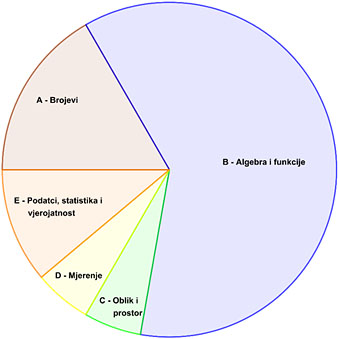 A - Brojevi
B - Algebra i funkcije
E - Podatci, statistika i
vjerojatnost
D - Mjerenje
C - Oblik i
prostor